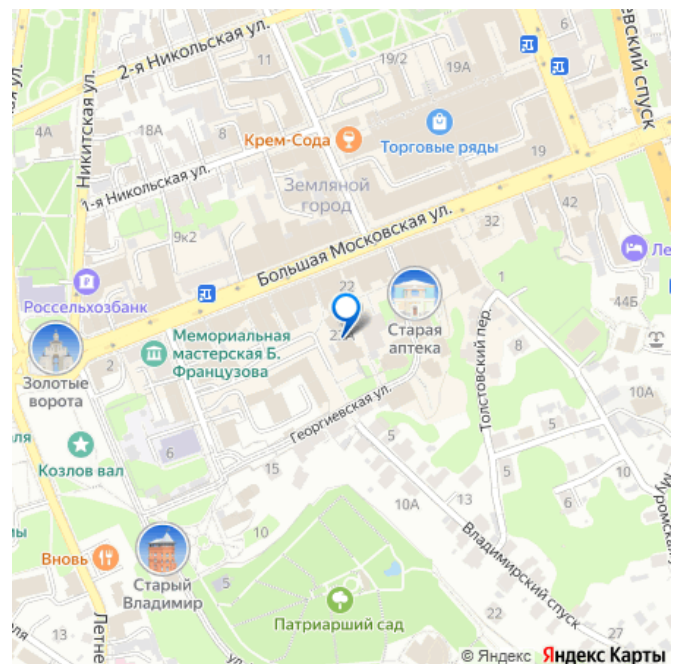 2-я Никольская ул.
6
11
19/2
19А
4А
Никитская ул.
18А
8
Крем-Сода
Торговые ряды
19
1-я Никольская ул.
Земляной
город
9к2
Большая Московская ул.
32
42
22
1
Россельхозбанк
44Б
Старая
аптека
Мемориальная
мастерская Б.
Французова
2
Золотые
ворота
Толстовский пер.
8
10А
Георгиевская ул.
Козлов вал
6
15
5
5
10
10А
13
6
Владимирский спуск
10
Вновь
Старый
Владимир
5
Патриарший сад
22
13
27
© Яндекс Яндекс Карты